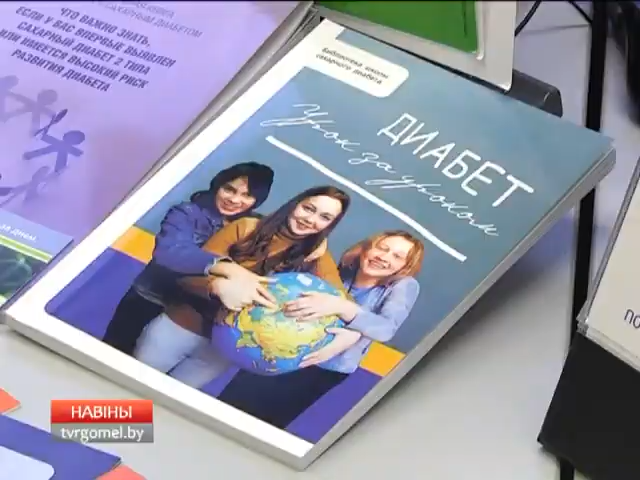 ЧТО ВАЖНО ЗНАТЬ,
ЕСЛИ У ВАС ВПЕРВЫЕ ВЫЯВЛЕН
САХАРНЫЙ ДИАБЕТ 2 ТИПА
ИЛИ ИМЕЕТСЯ ВЫСОКИЙ РИСК
РАЗВИТИЯ ДИАБЕТА
Библиотека школы
сахарного диабета
ДИАБЕТ
Урок за уроком
НАВІНЫ
tvrgomel.by